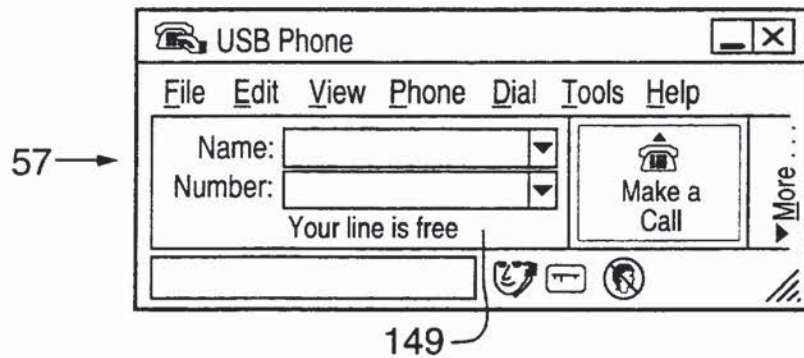 USB Phone
File Edit View Phone Dial Tools Help
57
Name:
Number:
Your line is free
Make a
Call
More ...
149